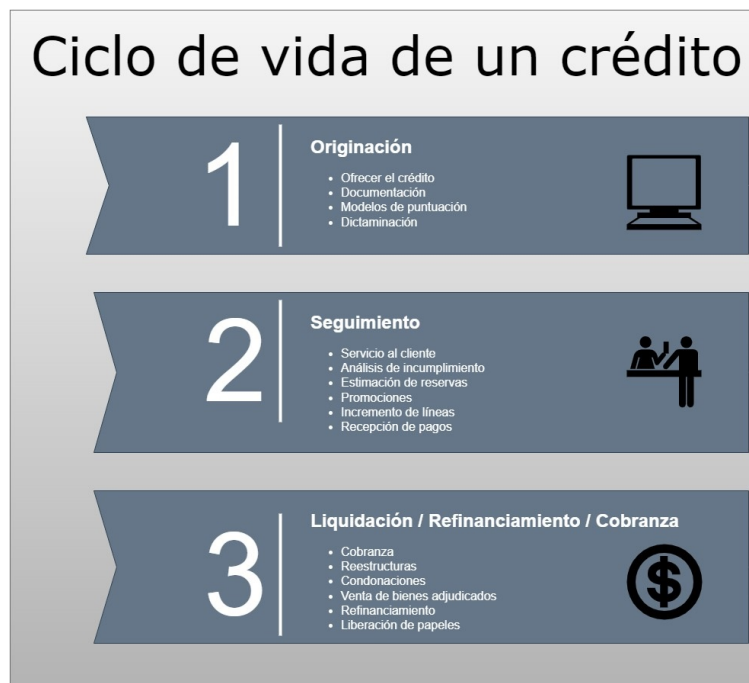 Ciclo de vida de un crédito
1
Originación
• Ofrecer el crédito
• Documentación
• Modelos de puntuación
• Dictaminación
2
Seguimiento
• Servicio al cliente
• Análisis de incumplimiento
• Estimación de reservas
• Promociones
• Incremento de líneas
• Recepción de pagos
3
Liquidación / Refinanciamiento / Cobranza
• Cobranza
• Reestructuras
• Condonaciones
• Venta de bienes adjudicados
• Refinanciamiento
• Liberación de papeles
$